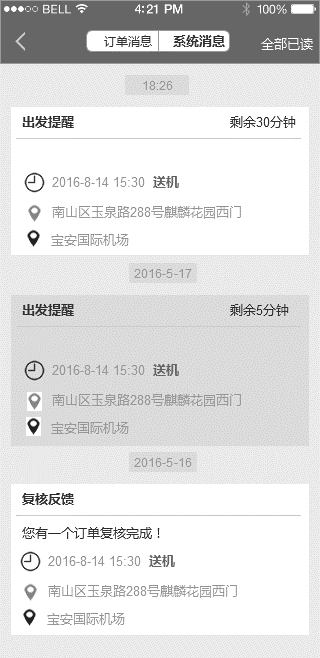 BELL 4:21 PM 100%
订单消息 系统消息 全部已读
18:26
出发提醒 剩余30分钟
2016-8-14 15:30 送机
南山区玉泉路288号麒麟花园西门
宝安国际机场
2016-5-17
出发提醒 剩余5分钟
2016-8-14 15:30 送机
南山区玉泉路288号麒麟花园西门
宝安国际机场
2016-5-16
复核反馈
您有一个订单复核完成！
2016-8-14 15:30 送机
南山区玉泉路288号麒麟花园西门
宝安国际机场